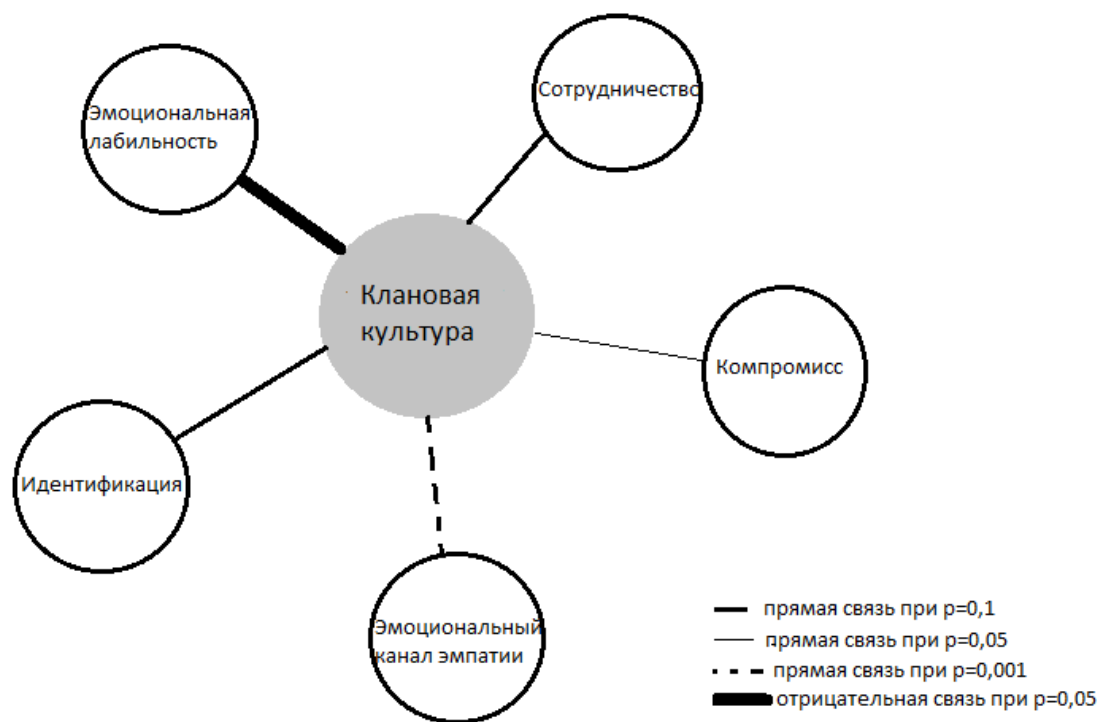 Эмоциональная
лабильность
Сотрудничество
Клановая
культура
Компромисс
Идентификация
Эмоциональный
канал эмпатии
прямая связь при p=0,1
прямая связь при p=0,05
прямая связь при p=0,001
отрицательная связь при p=0,05